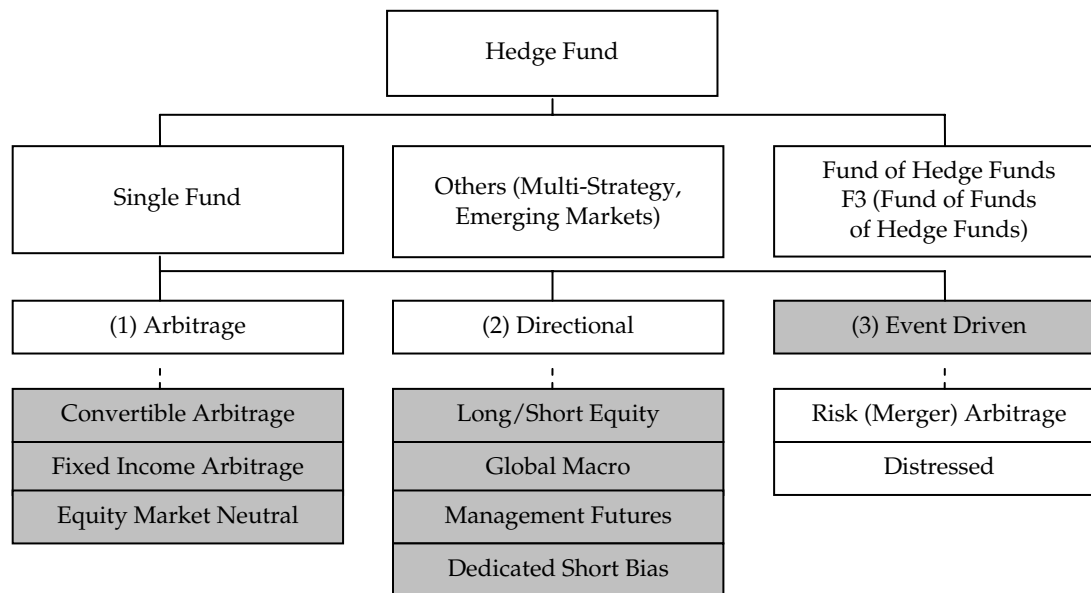 Hedge Fund
Single Fund
Others (Multi-Strategy,
Emerging Markets)
Fund of Hedge Funds
F3 (Fund of Funds
of Hedge Funds)
(1) Arbitrage
(2) Directional
(3) Event Driven
Convertible Arbitrage
Fixed Income Arbitrage
Equity Market Neutral
Long/Short Equity
Global Macro
Management Futures
Dedicated Short Bias
Risk (Merger) Arbitrage
Distressed